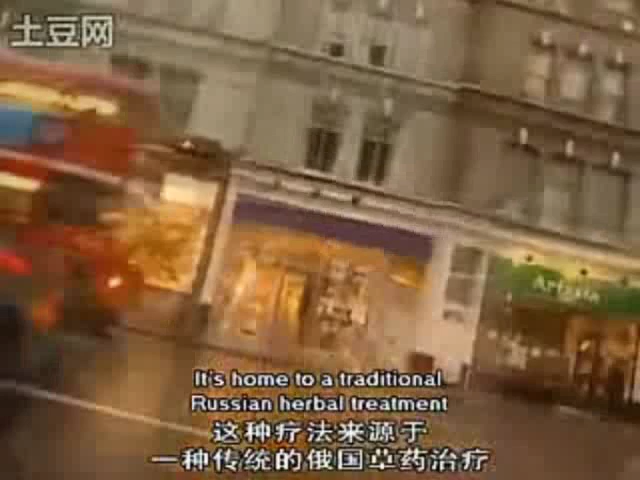 土豆网
It's home to a traditional
Russian herbal treatment
这种疗法来源于
一种传统的俄国草药治疗